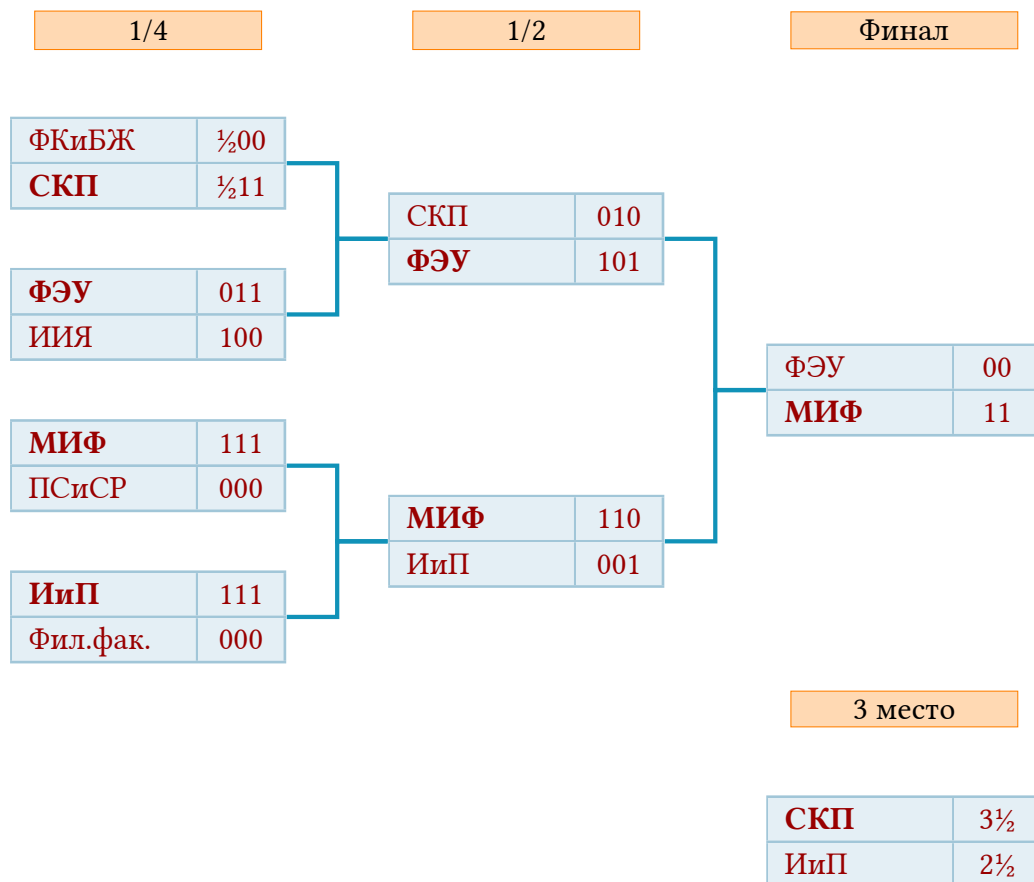 1/4 1/2 Финал
ФКиБЖ ½00
СКП ½11
СКП 010
ФЭУ 101
ФЭУ 011
ИИЯ 100
ФЭУ 00
МИФ 11
МИФ 111
ПСиСР 000
МИФ 110
ИиП 001
ИиП 111
Фил.фак. 000
3 место
СКП 3½
ИиП 2½